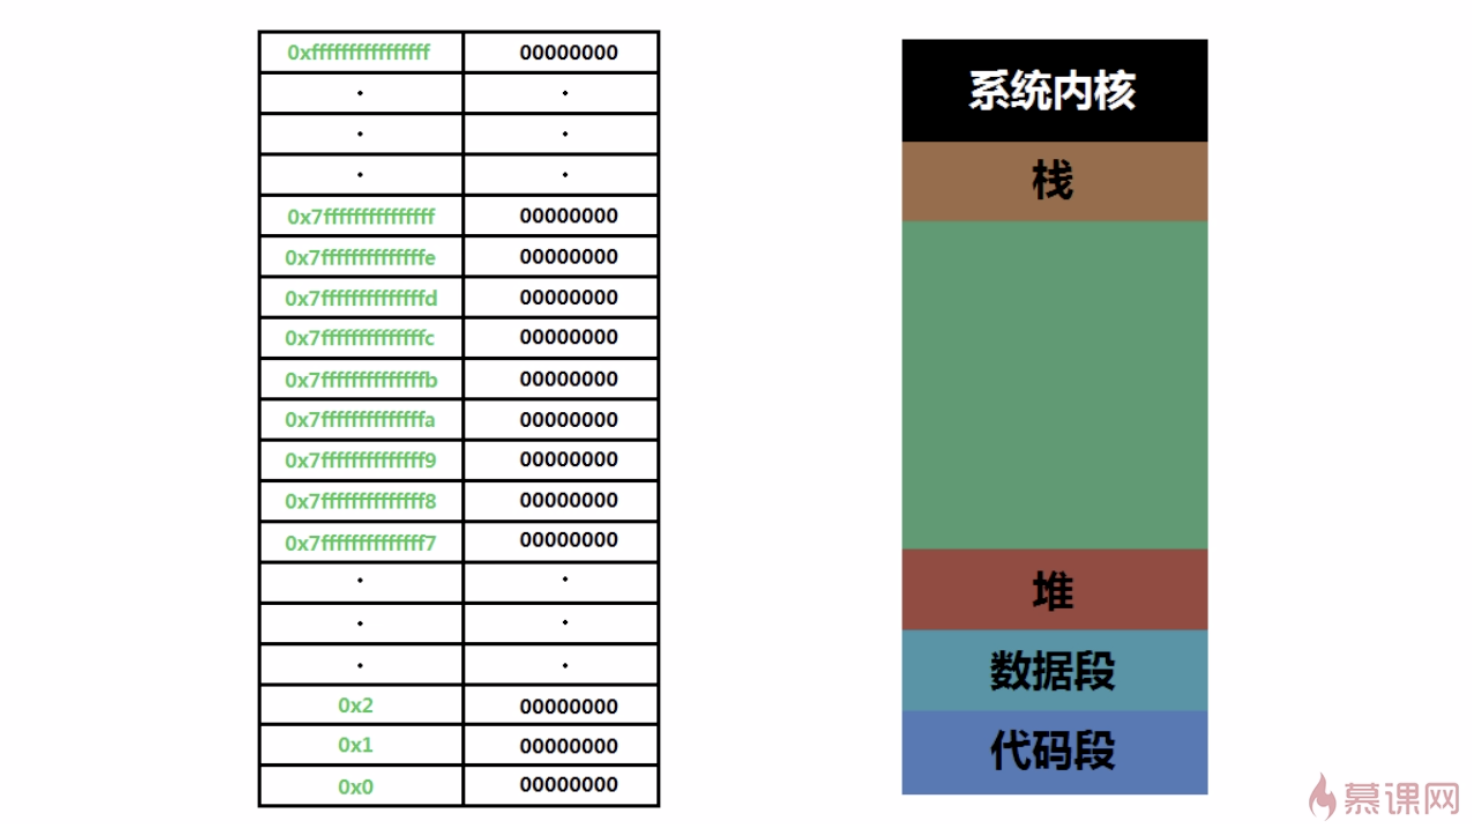 0xffffffffffffffff 00000000
. .
. .
. .
0x7fffffffffffffff 00000000
0x7ffffffffffffffe 00000000
0x7ffffffffffffffd 00000000
0x7ffffffffffffffc 00000000
0x7ffffffffffffffb 00000000
0x7ffffffffffffffa 00000000
0x7ffffffffffffff9 00000000
0x7ffffffffffffff8 00000000
0x7ffffffffffffff7 00000000
. .
. .
. .
0x2 00000000
0x1 00000000
0x0 00000000
系统内核
栈
堆
数据段
代码段
慕课网